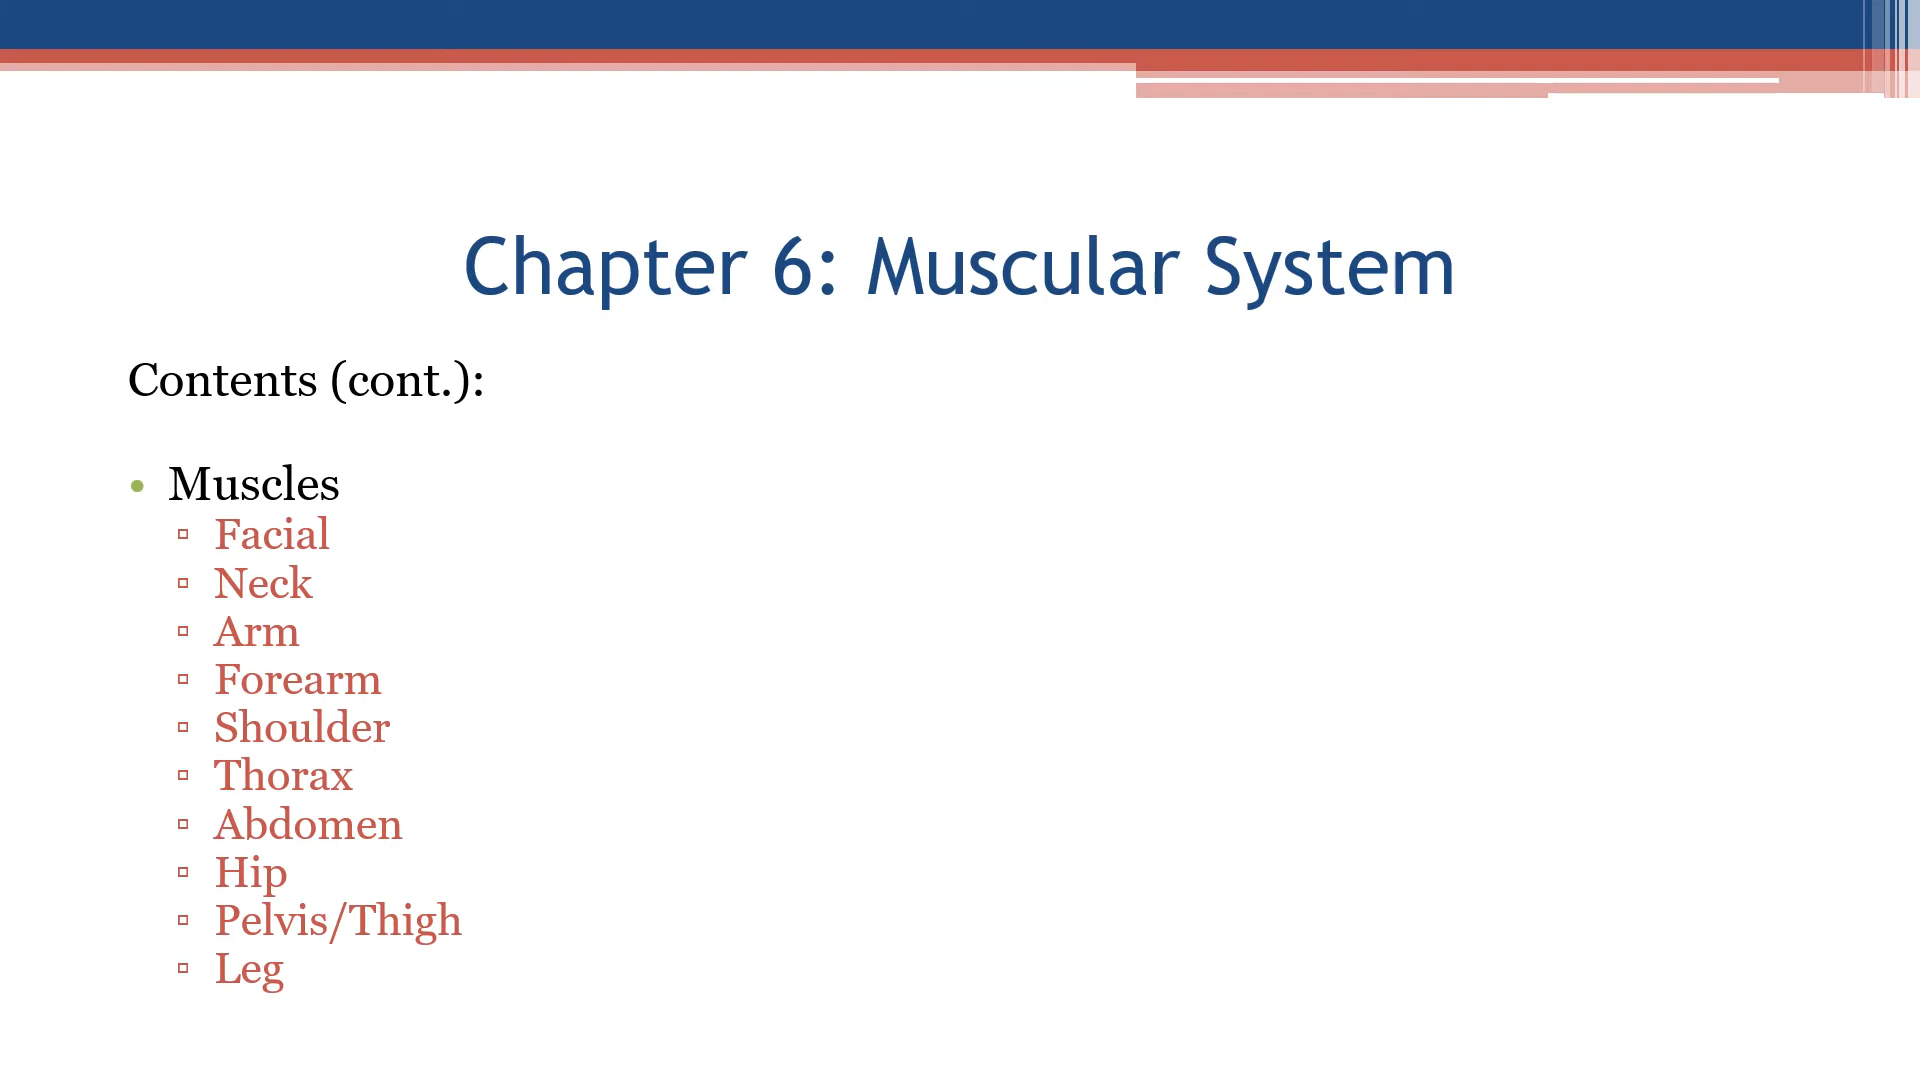 Chapter 6: Muscular System
Contents (cont.):
• Muscles
▫ Facial
▫ Neck
▫ Arm
▫ Forearm
▫ Shoulder
▫ Thorax
▫ Abdomen
▫ Hip
▫ Pelvis/Thigh
▫ Leg